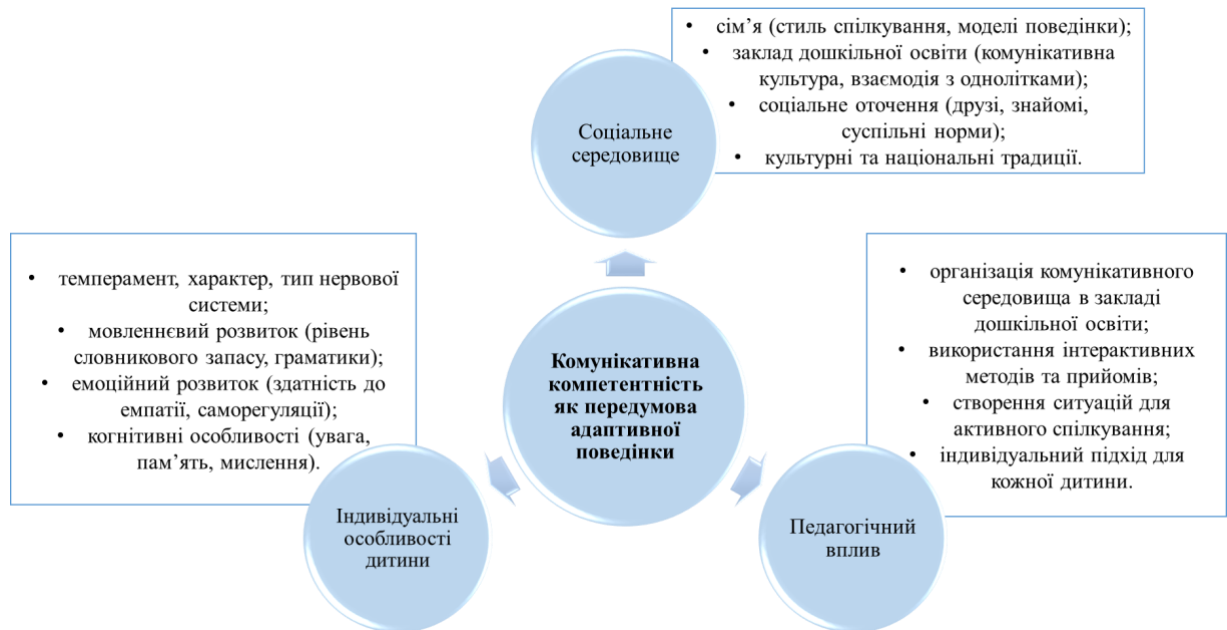 • сім’я (стиль спілкування, моделі поведінки);
• заклад дошкільної освіти (комунікативна
культура, взаємодія з однолітками);
• соціальне оточення (друзі, знайомі,
суспільні норми);
• культурні та національні традиції.
Соціальне
середовище
• темперамент, характер, тип нервової
системи;
• мовленнєвий розвиток (рівень
словникового запасу, граматики);
• емоційний розвиток (здатність до
емпатії, саморегуляції);
• когнітивні особливості (увага,
пам’ять, мислення).
Індивідуальні
особливості
дитини
Комунікативна
компетентність
як передумова
адаптивної
поведінки
• організація комунікативного
середовища в закладі
дошкільної освіти;
• використання інтерактивних
методів та прийомів;
• створення ситуацій для
активного спілкування;
• індивідуальний підхід для
кожної дитини.
Педагогічний
вплив